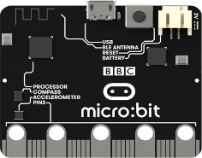 USB
BLE ANTENNA
RESET
BATTERY
BBC
PROCESSOR
COMPASS
ACCELEROMETER
PINS
micro:bit